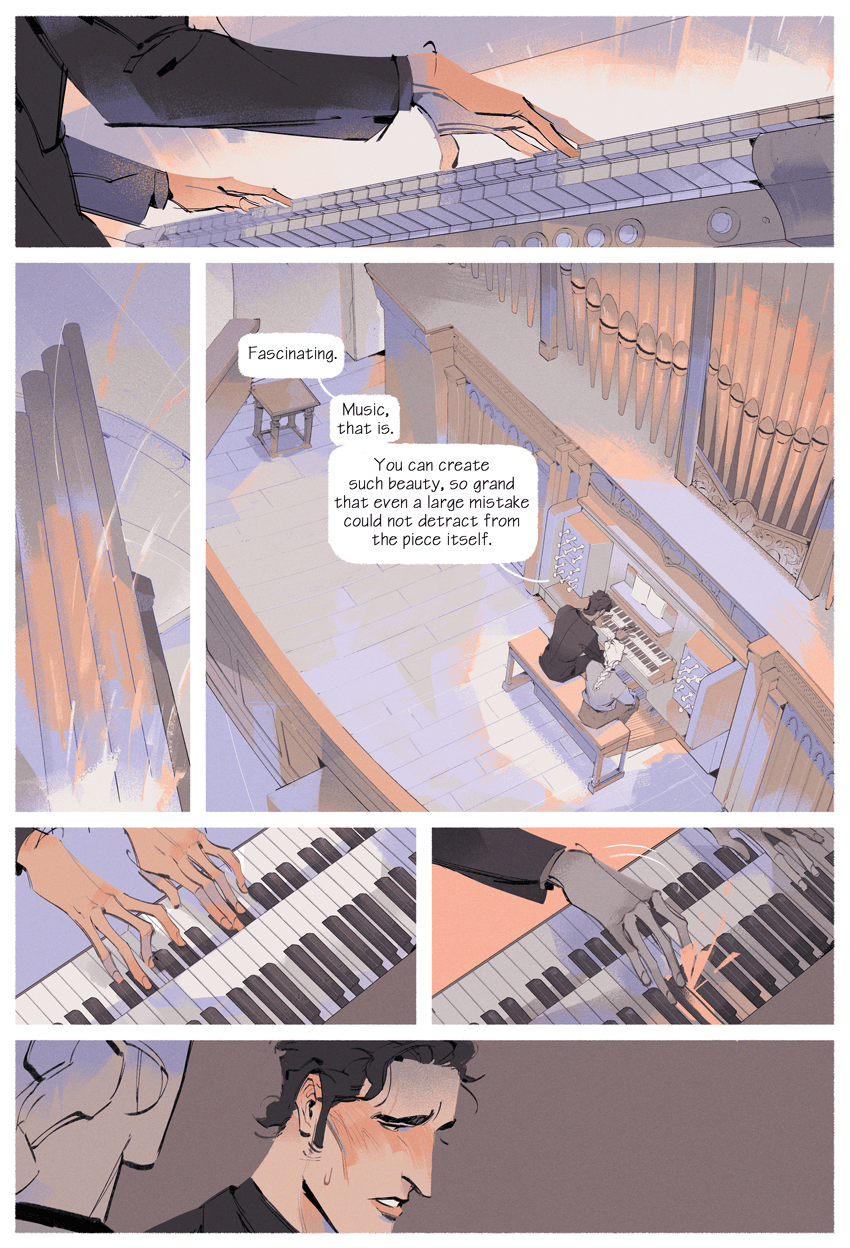 Fascinating.
Music,
that is.
You can create
such beauty, so grand
that even a large mistake
could not detract from
the piece itself.